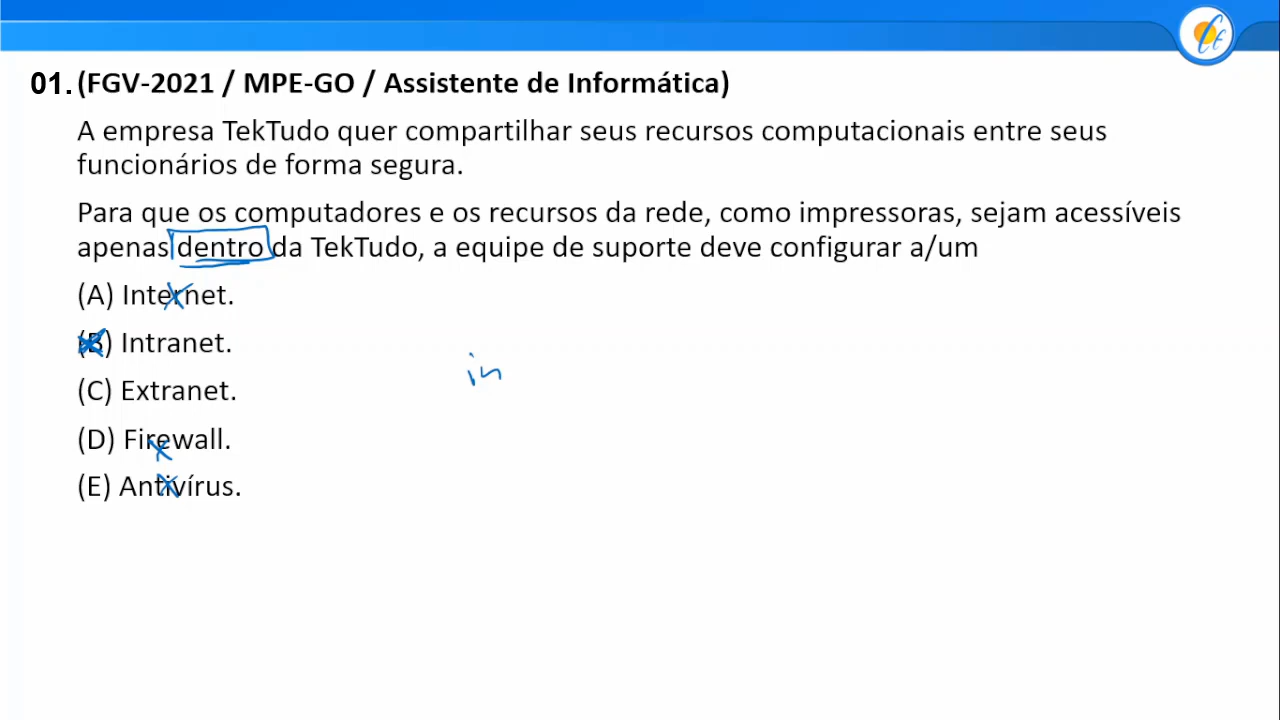 01. (FGV-2021 / MPE-GO / Assistente de Informática)
A empresa TekTudo quer compartilhar seus recursos computacionais entre seus
funcionários de forma segura.
Para que os computadores e os recursos da rede, como impressoras, sejam acessíveis
apenas dentro da TekTudo, a equipe de suporte deve configurar a/um
(A) Internet.
(B) Intranet.
in
(C) Extranet.
(D) Firewall.
(E) Antivírus.